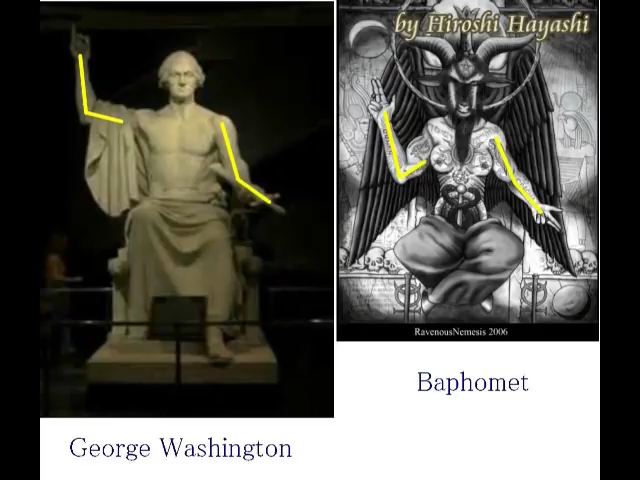 by Hiroshi Hayashi
RavenousNemesis 2006
Baphomet
George Washington